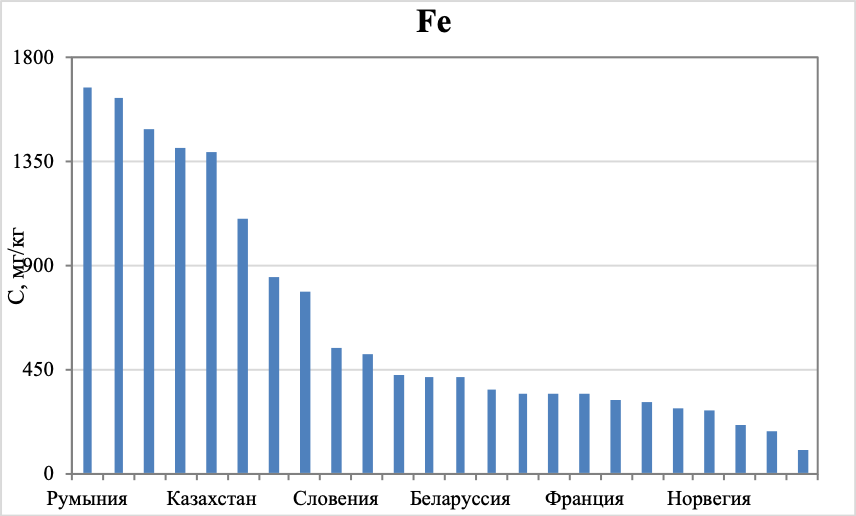 Fe
1800
1350
900
450
0
С, мг/кг
Румыния Казахстан Словения Беларуссия Франция Норвегия